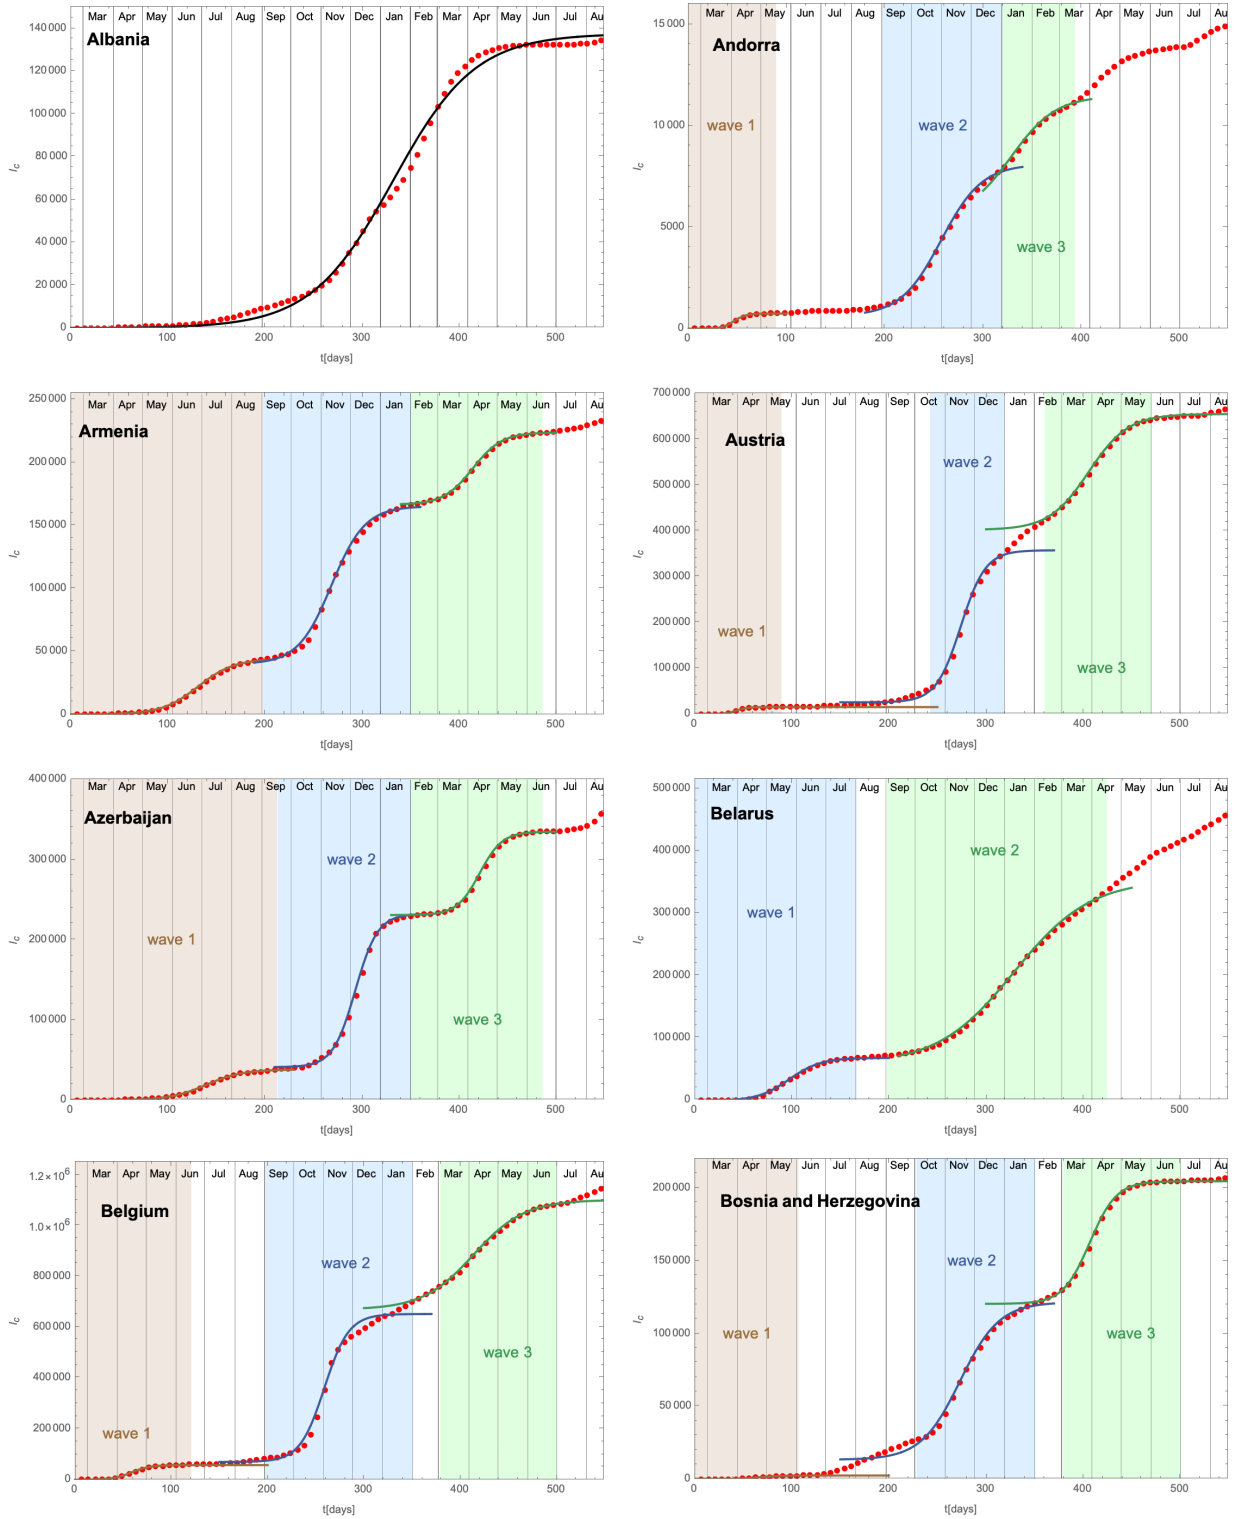 Albania
Mar Apr May Jun Jul Aug Sep Oct Nov Dec Jan Feb Mar Apr May Jun Jul Au
140 000
120 000
100 000
80 000
60 000
40 000
20 000
0
I_c
0 100 200 300 400 500
t[days]
Andorra
Mar Apr May Jun Jul Aug Sep Oct Nov Dec Jan Feb Mar Apr May Jun Jul Au
15 000
10 000
5000
0
I_c
wave 1
wave 2
wave 3
0 100 200 300 400 500
t[days]
Armenia
Mar Apr May Jun Jul Aug Sep Oct Nov Dec Jan Feb Mar Apr May Jun Jul Au
250 000
200 000
150 000
100 000
50 000
0
I_c
0 100 200 300 400 500
t[days]
Austria
Mar Apr May Jun Jul Aug Sep Oct Nov Dec Jan Feb Mar Apr May Jun Jul Au
700 000
600 000
500 000
400 000
300 000
200 000
100 000
0
I_c
wave 2
wave 1
wave 3
0 100 200 300 400 500
t[days]
Azerbaijan
Mar Apr May Jun Jul Aug Sep Oct Nov Dec Jan Feb Mar Apr May Jun Jul Au
400 000
300 000
200 000
100 000
0
I_c
wave 2
wave 1
wave 3
0 100 200 300 400 500
t[days]
Belarus
Mar Apr May Jun Jul Aug Sep Oct Nov Dec Jan Feb Mar Apr May Jun Jul Au
500 000
400 000
300 000
200 000
100 000
0
I_c
wave 2
wave 1
0 100 200 300 400 500
t[days]
Belgium
Mar Apr May Jun Jul Aug Sep Oct Nov Dec Jan Feb Mar Apr May Jun Jul Au
1.2×10⁶
1.0×10⁶
800 000
600 000
400 000
200 000
0
I_c
wave 2
wave 3
wave 1
0 100 200 300 400 500
t[days]
Bosnia and Herzegovina
Mar Apr May Jun Jul Aug Sep Oct Nov Dec Jan Feb Mar Apr May Jun Jul Au
200 000
150 000
100 000
50 000
0
I_c
wave 2
wave 1
wave 3
0 100 200 300 400 500
t[days]